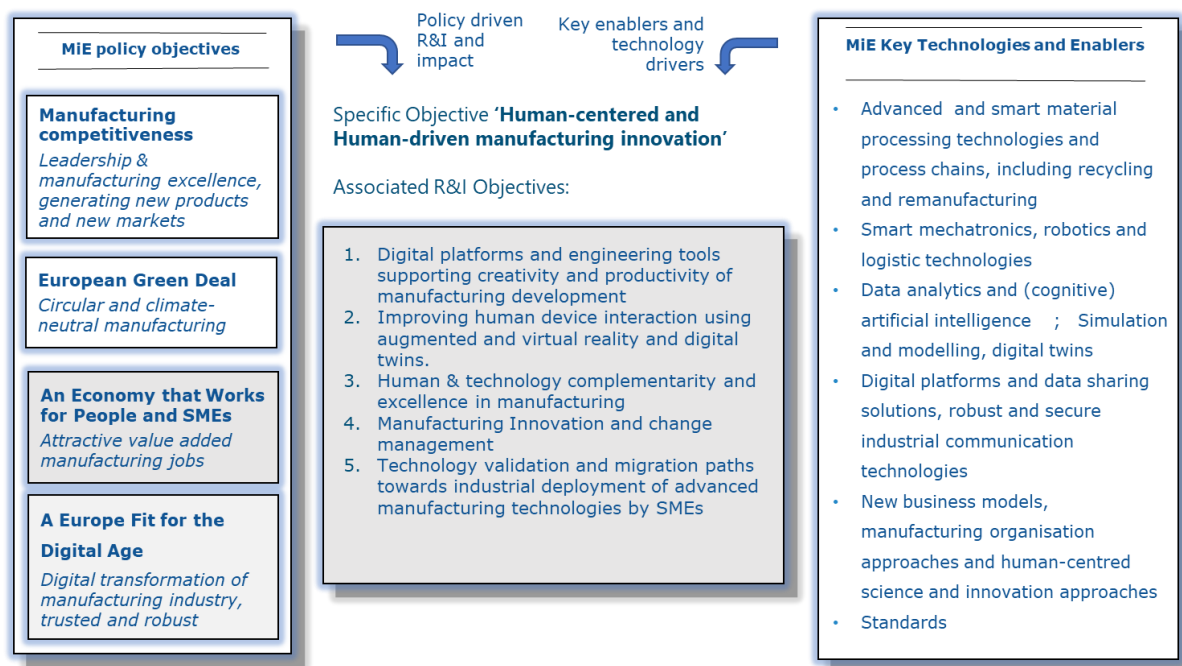 MiE policy objectives
Manufacturing
competitiveness
Leadership &
manufacturing excellence,
generating new products
and new markets
European Green Deal
Circular and climate-
neutral manufacturing
An Economy that Works
for People and SMEs
Attractive value added
manufacturing jobs
A Europe Fit for the
Digital Age
Digital transformation of
manufacturing industry,
trusted and robust
Policy driven
R&I and
impact
Key enablers and
technology
drivers
Specific Objective ‘Human-centered and
Human-driven manufacturing innovation’
Associated R&I Objectives:
1. Digital platforms and engineering tools
supporting creativity and productivity of
manufacturing development
2. Improving human device interaction using
augmented and virtual reality and digital
twins.
3. Human & technology complementarity and
excellence in manufacturing
4. Manufacturing Innovation and change
management
5. Technology validation and migration paths
towards industrial deployment of advanced
manufacturing technologies by SMEs
MiE Key Technologies and Enablers
• Advanced and smart material
processing technologies and
process chains, including recycling
and remanufacturing
• Smart mechatronics, robotics and
logistic technologies
• Data analytics and (cognitive)
artificial intelligence ; Simulation
and modelling, digital twins
• Digital platforms and data sharing
solutions, robust and secure
industrial communication
technologies
• New business models,
manufacturing organisation
approaches and human-centred
science and innovation approaches
• Standards